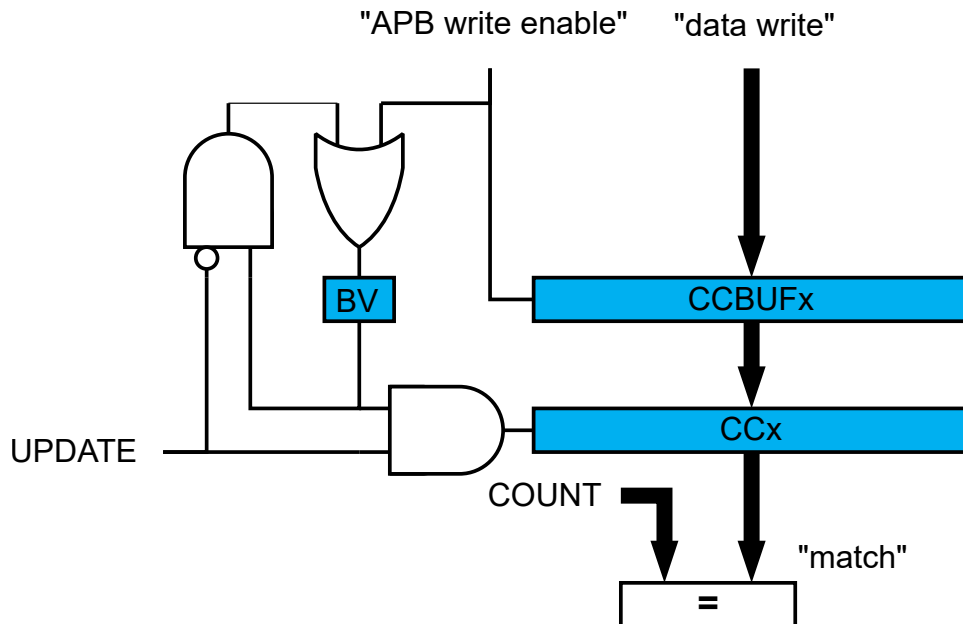 "APB write enable"
"data write"
BV
CCBUFx
UPDATE
CCx
COUNT
"match"
=